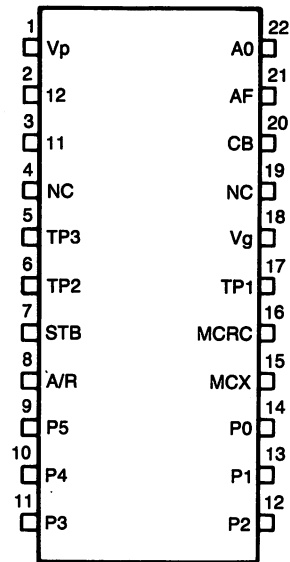 1 22
Vp A0
2 21
12 AF
3 20
11 CB
4 19
NC NC
5 18
TP3 Vg
6 17
TP2 TP1
7 16
STB MCRC
8 15
A/R MCX
9 14
P5 P0
10 13
P4 P1
11 12
P3 P2